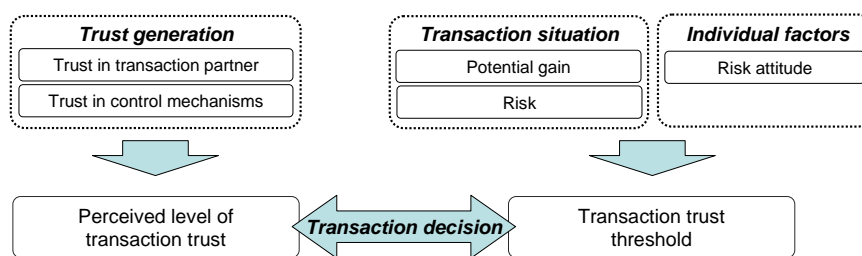 Trust generation
Trust in transaction partner
Trust in control mechanisms
Transaction situation
Potential gain
Risk
Individual factors
Risk attitude
Perceived level of
transaction trust
Transaction decision
Transaction trust
threshold